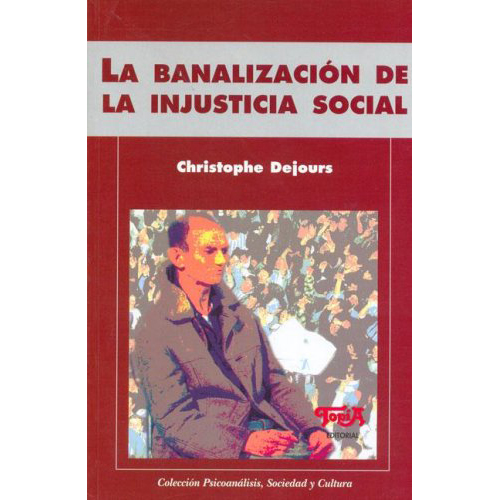 LA BANALIZACIÓN DE
LA INJUSTICIA SOCIAL
Christophe Dejours
TopíA
EDITORIAL
Colección Psicoanálisis, Sociedad y Cultura